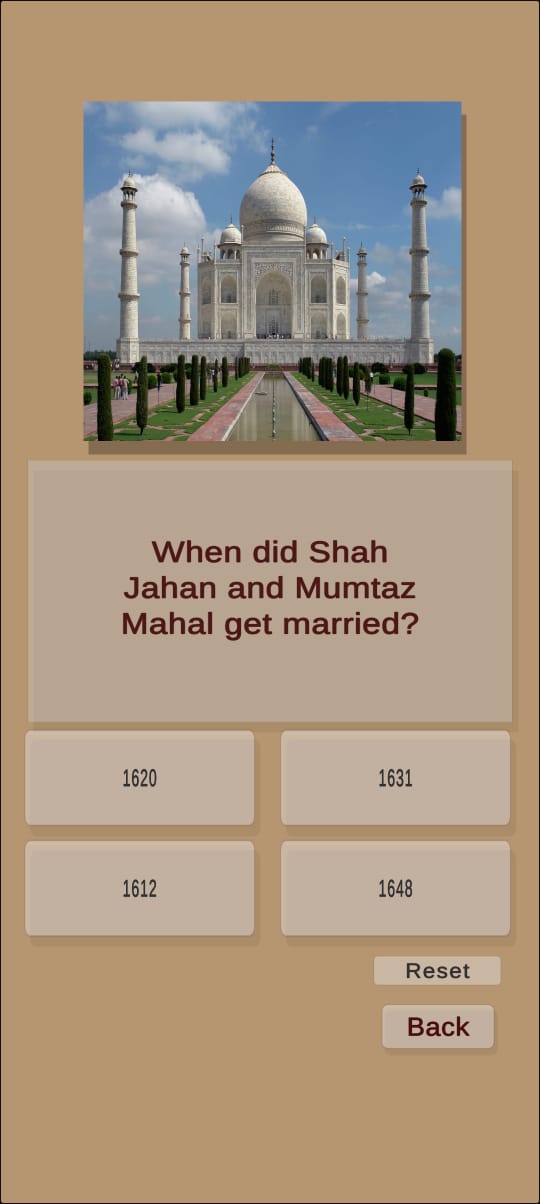 When did Shah
Jahan and Mumtaz
Mahal get married?
1620
1631
1612
1648
Reset
Back